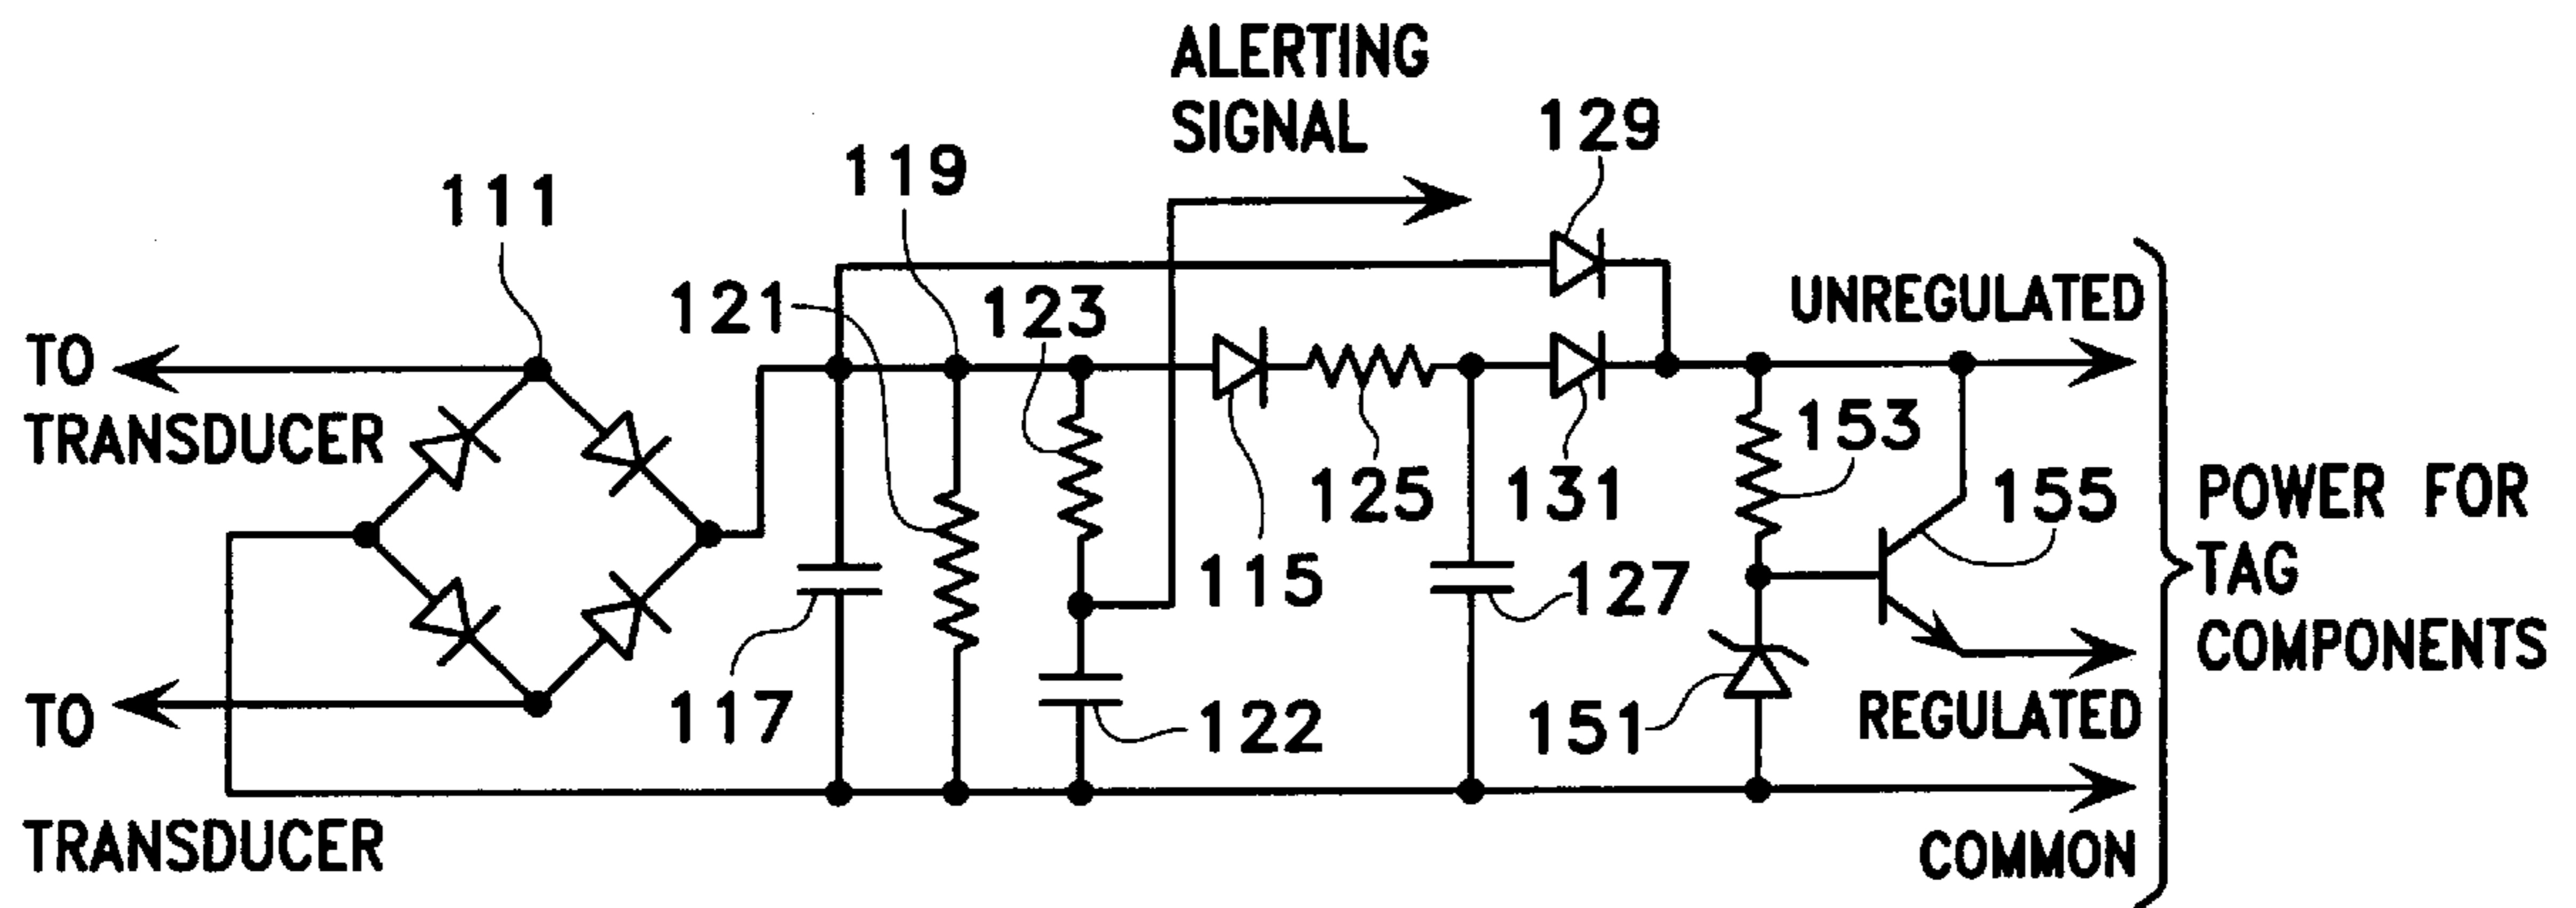 ALERTING
SIGNAL
129
119
111
121
123
UNREGULATED
TO
TRANSDUCER
153
125
131
155
POWER FOR
TAG
COMPONENTS
115
127
117
122
151
REGULATED
TO
TRANSDUCER
COMMON